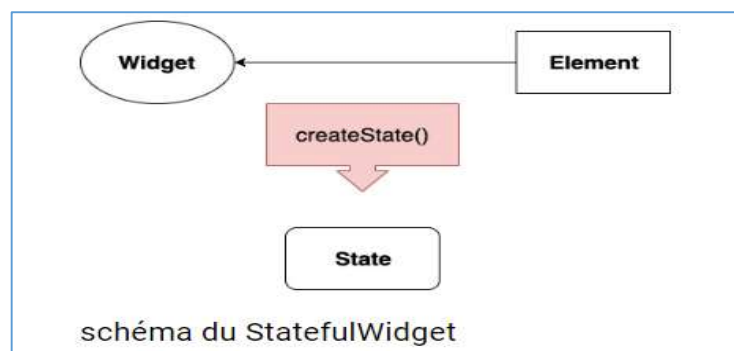 Widget
Element
createState()
State
schéma du StatefulWidget